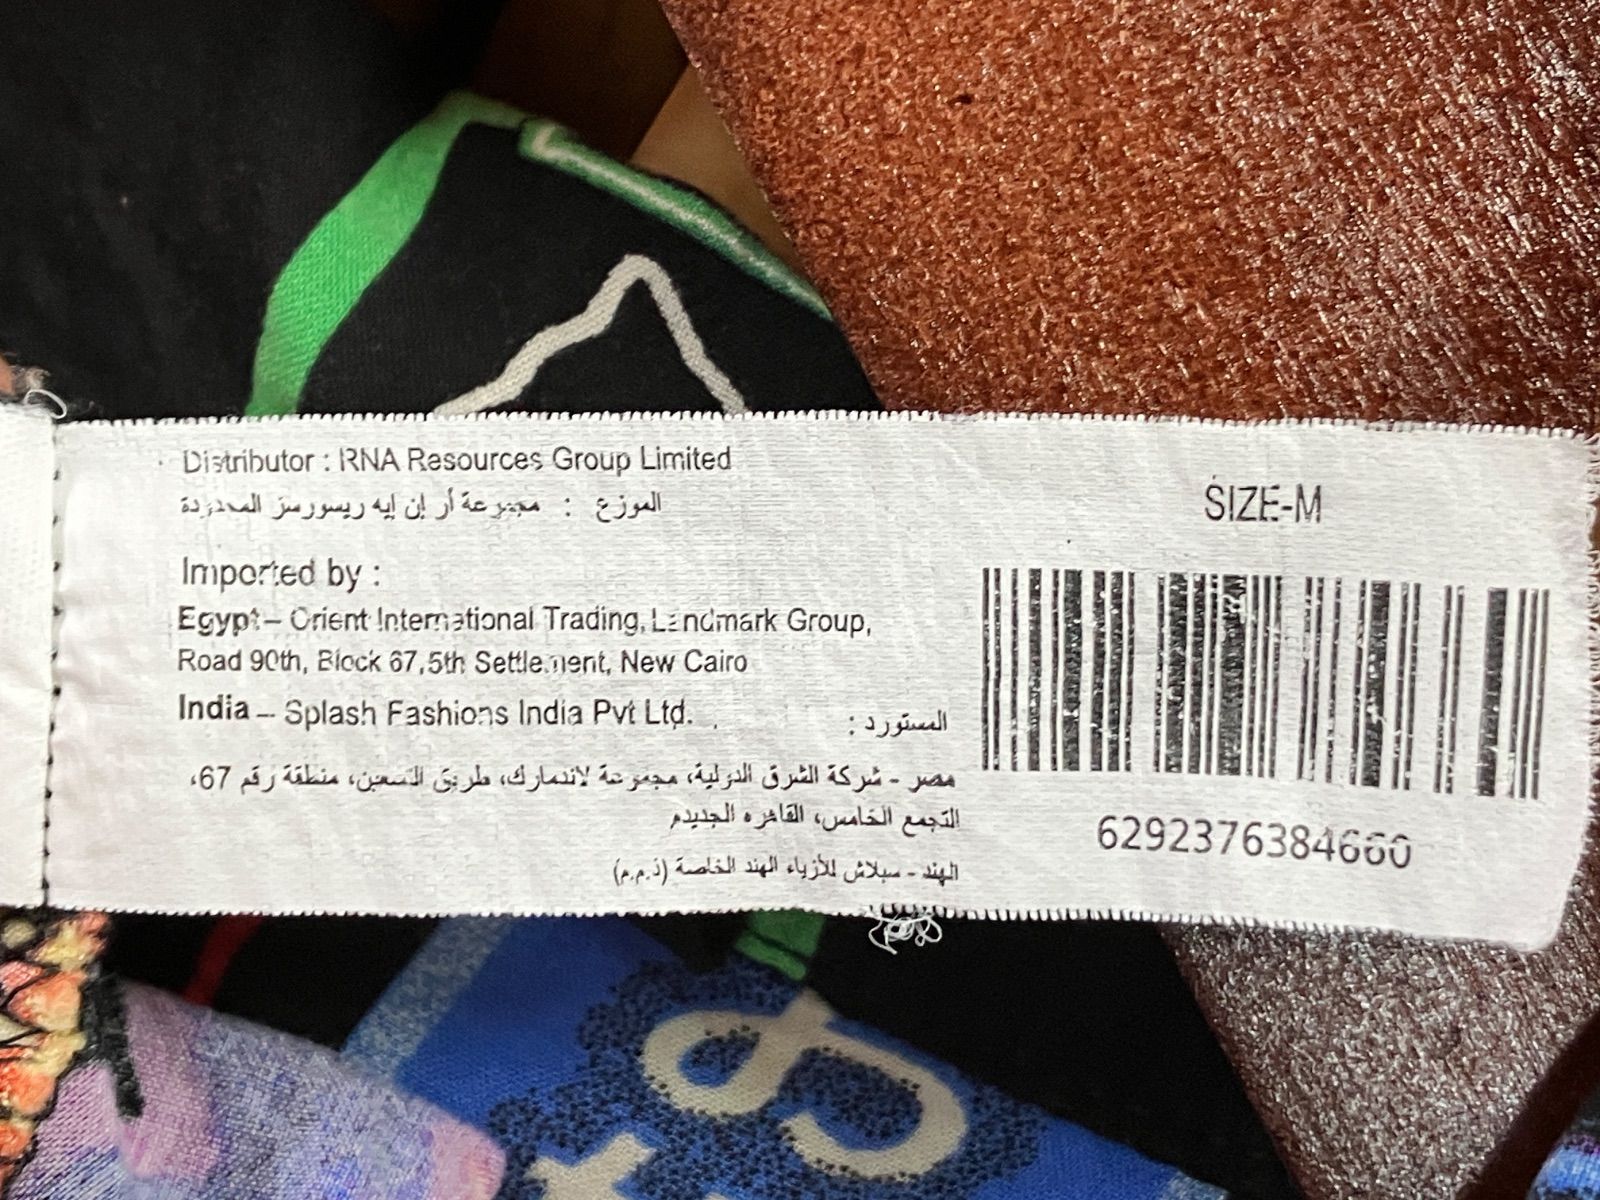 Distributor : RNA Resources Group Limited
الموزع : مجموعة أر إن إيه ريسورسز المحدودة
Imported by :
Egypt – Orient International Trading, Landmark Group,
Road 90th, Block 67,5th Settlement, New Cairo
India – Splash Fashions India Pvt Ltd.
المستورد :
مصر - شركة الشرق الدولية، مجموعة لاندمارك، طريق التسعين، منطقة رقم 67،
التجمع الخامس، القاهره الجديدم
الهند - سبلاش للأزياء الهند الخاصة (ذ.م.م)
SIZE-M
6292376384660